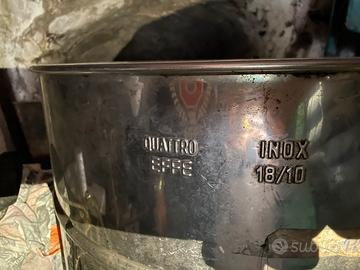 QUATTRO
EFFE
INOX
18/10
subito